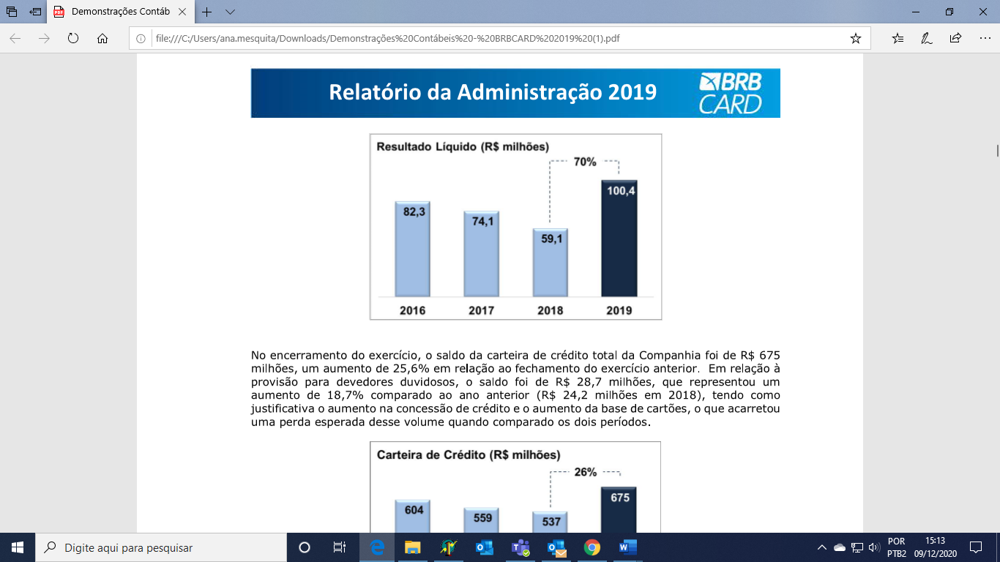 Demonstrações Contáb
file:///C:/Users/ana.mesquita/Downloads/Demonstrações%20Contábeis%20-%20BRBCARD%202019%20(1).pdf
Relatório da Administração 2019
BRB
CARD
Resultado Líquido (R$ milhões)
70%
82,3
74,1
59,1
100,4
2016
2017
2018
2019
No encerramento do exercício, o saldo da carteira de crédito total da Companhia foi de R$ 675
milhões, um aumento de 25,6% em relação ao fechamento do exercício anterior. Em relação à
provisão para devedores duvidosos, o saldo foi de R$ 28,7 milhões, que representou um
aumento de 18,7% comparado ao ano anterior (R$ 24,2 milhões em 2018), tendo como
justificativa o aumento na concessão de crédito e o aumento da base de cartões, o que acarretou
uma perda esperada desse volume quando comparado os dois períodos.
Carteira de Crédito (R$ milhões)
26%
604
559
537
675
Digite aqui para pesquisar
POR
PTB2
15:13
09/12/2020